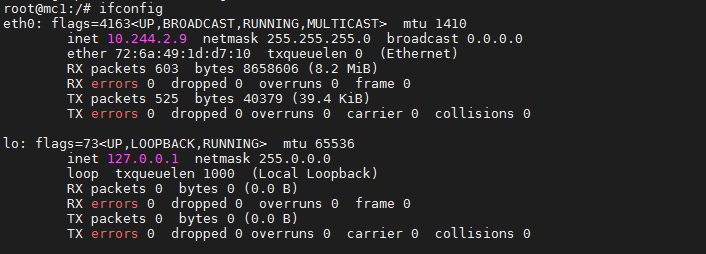 root@mc1:/# ifconfig
eth0: flags=4163<UP,BROADCAST,RUNNING,MULTICAST>  mtu 1410
        inet 10.244.2.9  netmask 255.255.255.0  broadcast 0.0.0.0
        ether 72:6a:49:1d:d7:10  txqueuelen 0  (Ethernet)
        RX packets 603  bytes 8658606 (8.2 MiB)
        RX errors 0  dropped 0  overruns 0  frame 0
        TX packets 525  bytes 40379 (39.4 KiB)
        TX errors 0  dropped 0 overruns 0  carrier 0  collisions 0

lo: flags=73<UP,LOOPBACK,RUNNING>  mtu 65536
        inet 127.0.0.1  netmask 255.0.0.0
        loop  txqueuelen 1000  (Local Loopback)
        RX packets 0  bytes 0 (0.0 B)
        RX errors 0  dropped 0  overruns 0  frame 0
        TX packets 0  bytes 0 (0.0 B)
        TX errors 0  dropped 0 overruns 0  carrier 0  collisions 0